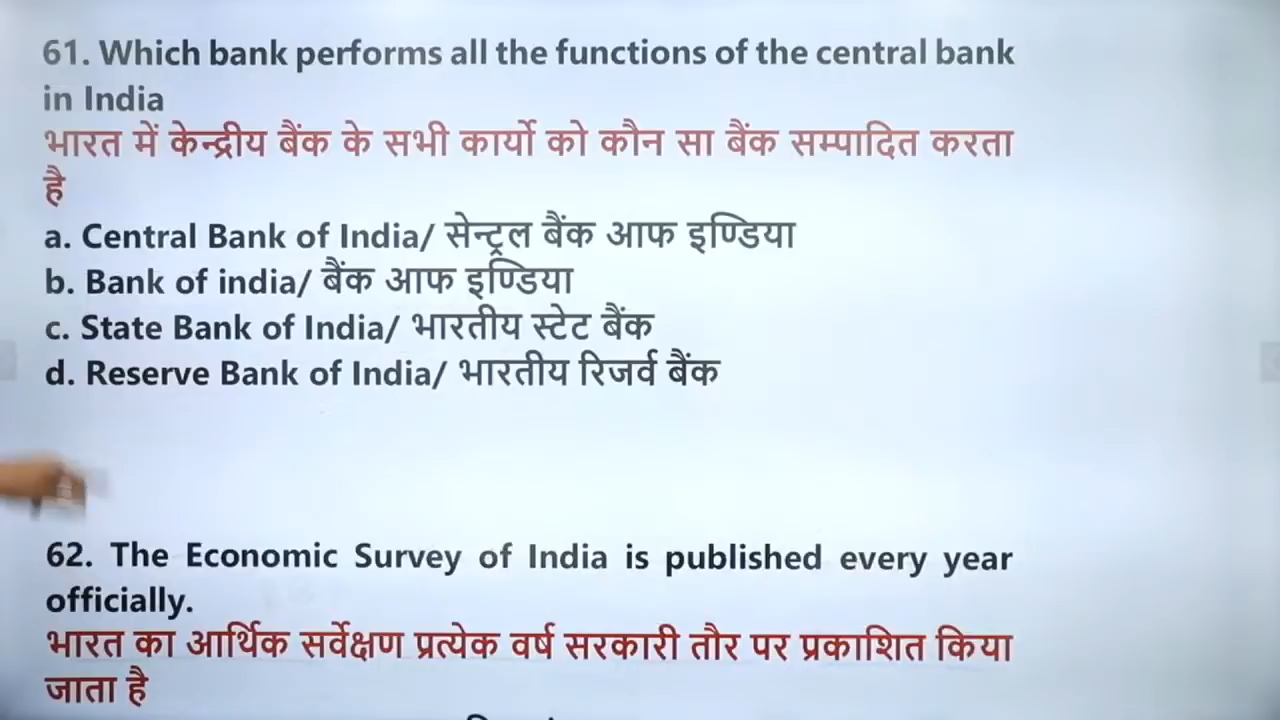 61. Which bank performs all the functions of the central bank
in India
भारत में केन्द्रीय बैंक के सभी कार्यो को कौन सा बैंक सम्पादित करता
है
a. Central Bank of India/ सेन्ट्रल बैंक आफ इण्डिया
b. Bank of india/ बैंक आफ इण्डिया
c. State Bank of India/ भारतीय स्टेट बैंक
d. Reserve Bank of India/ भारतीय रिजर्व बैंक
62. The Economic Survey of India is published every year
officially.
भारत का आर्थिक सर्वेक्षण प्रत्येक वर्ष सरकारी तौर पर प्रकाशित किया
जाता है